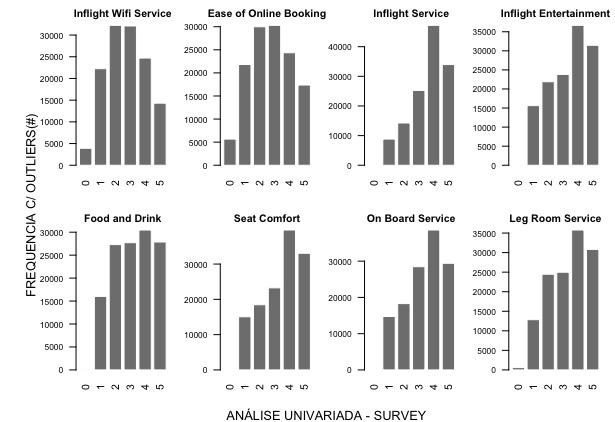 Inflight Wifi Service
Ease of Online Booking
Inflight Service
Inflight Entertainment
30000
25000
20000
15000
10000
5000
0
0 1 2 3 4 5
30000
25000
20000
15000
10000
5000
0
0 1 2 3 4 5
40000
30000
20000
10000
0
0 1 2 3 4 5
35000
30000
25000
20000
15000
10000
5000
0
0 1 2 3 4 5
FREQUENCIA C/ OUTLIERS(#)
Food and Drink
Seat Comfort
On Board Service
Leg Room Service
30000
25000
20000
15000
10000
5000
0
0 1 2 3 4 5
30000
20000
10000
0
0 1 2 3 4 5
30000
20000
10000
0
0 1 2 3 4 5
35000
30000
25000
20000
15000
10000
5000
0
0 1 2 3 4 5
ANÁLISE UNIVARIADA - SURVEY